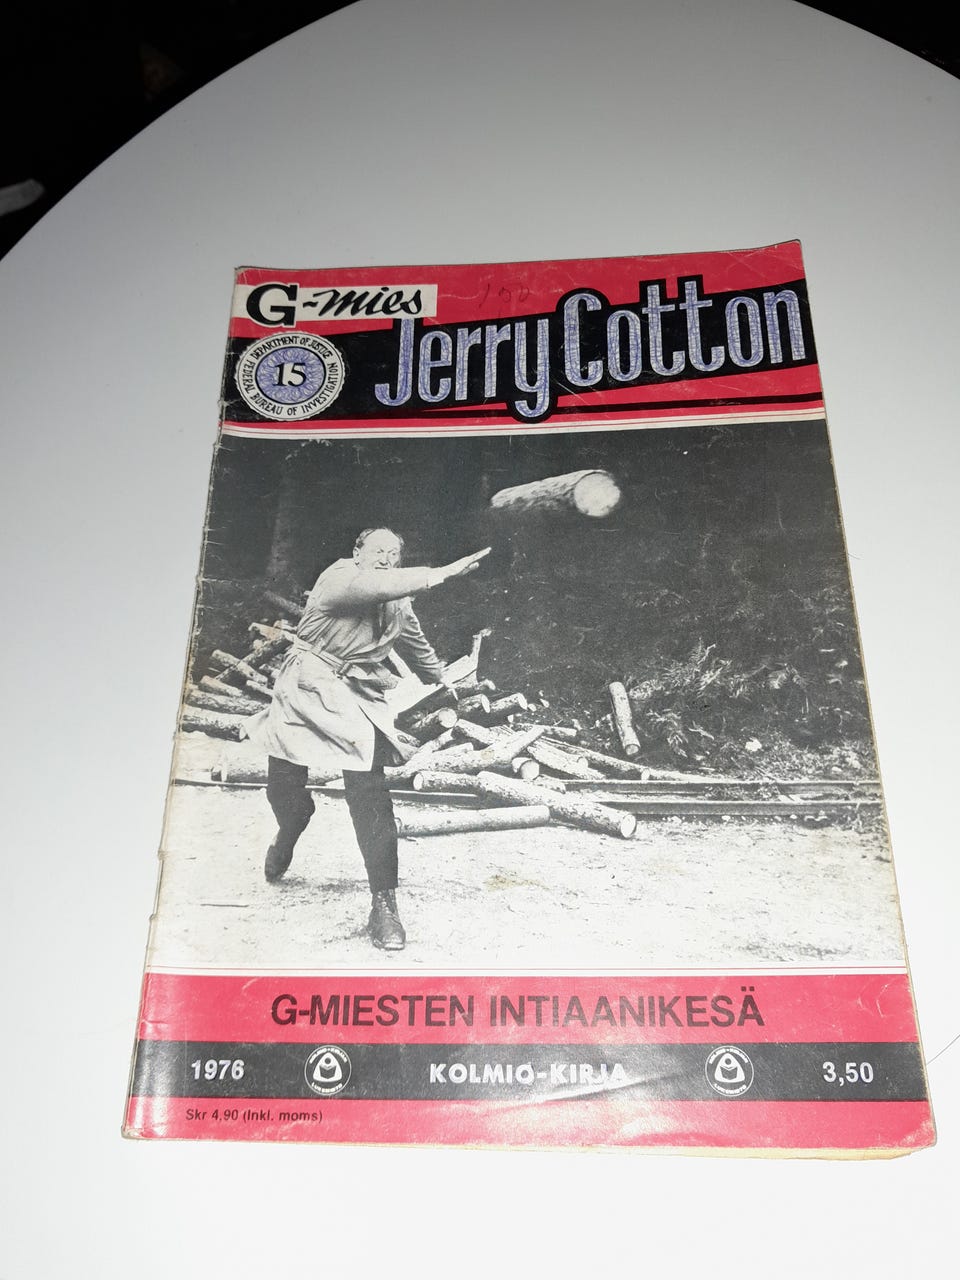 G-mies
Jerry Cotton
DEPARTMENT OF JUSTICE
15
FEDERAL BUREAU OF INVESTIGATION
G-MIESTEN INTIAANIKESÄ
1976 KOLMIO-KIRJA 3,50
Skr 4,90 (Inkl. moms)